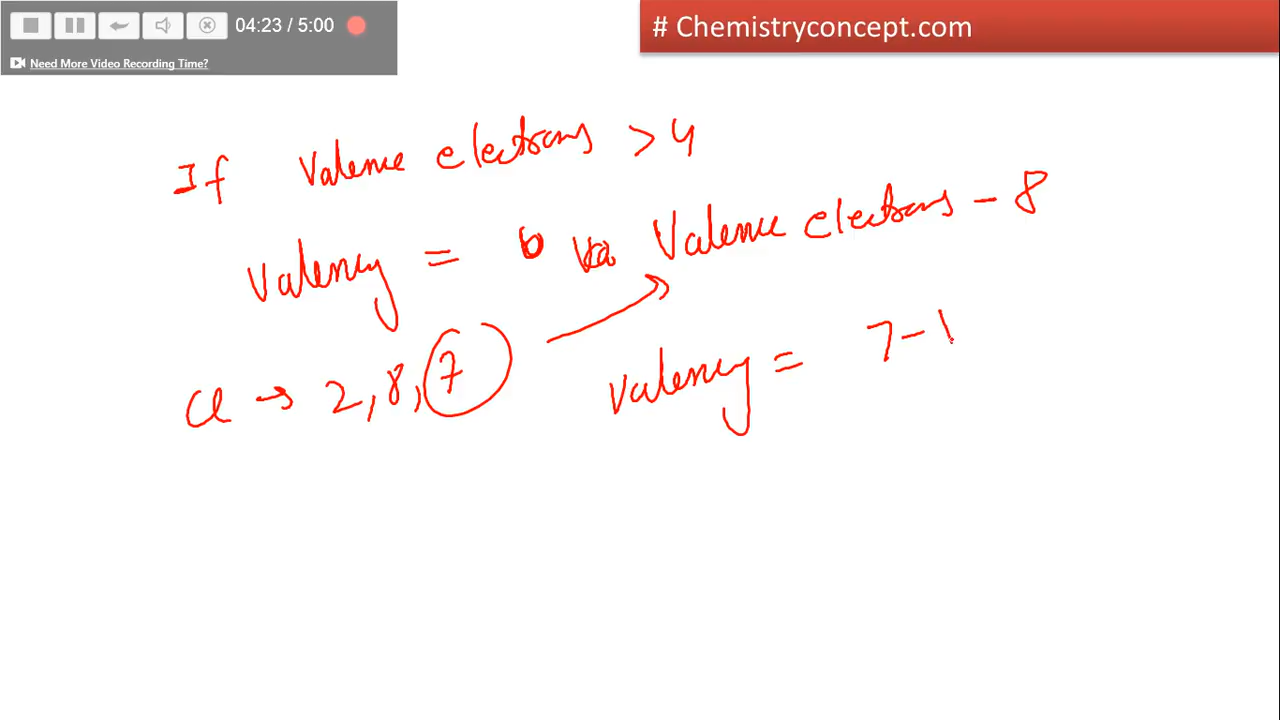 04:23 / 5:00
Need More Video Recording Time?
# Chemistryconcept.com
If Valence electrons > 4
Valency = Valence electrons - 8
Cl → 2, 8, 7
Valency = 7 -